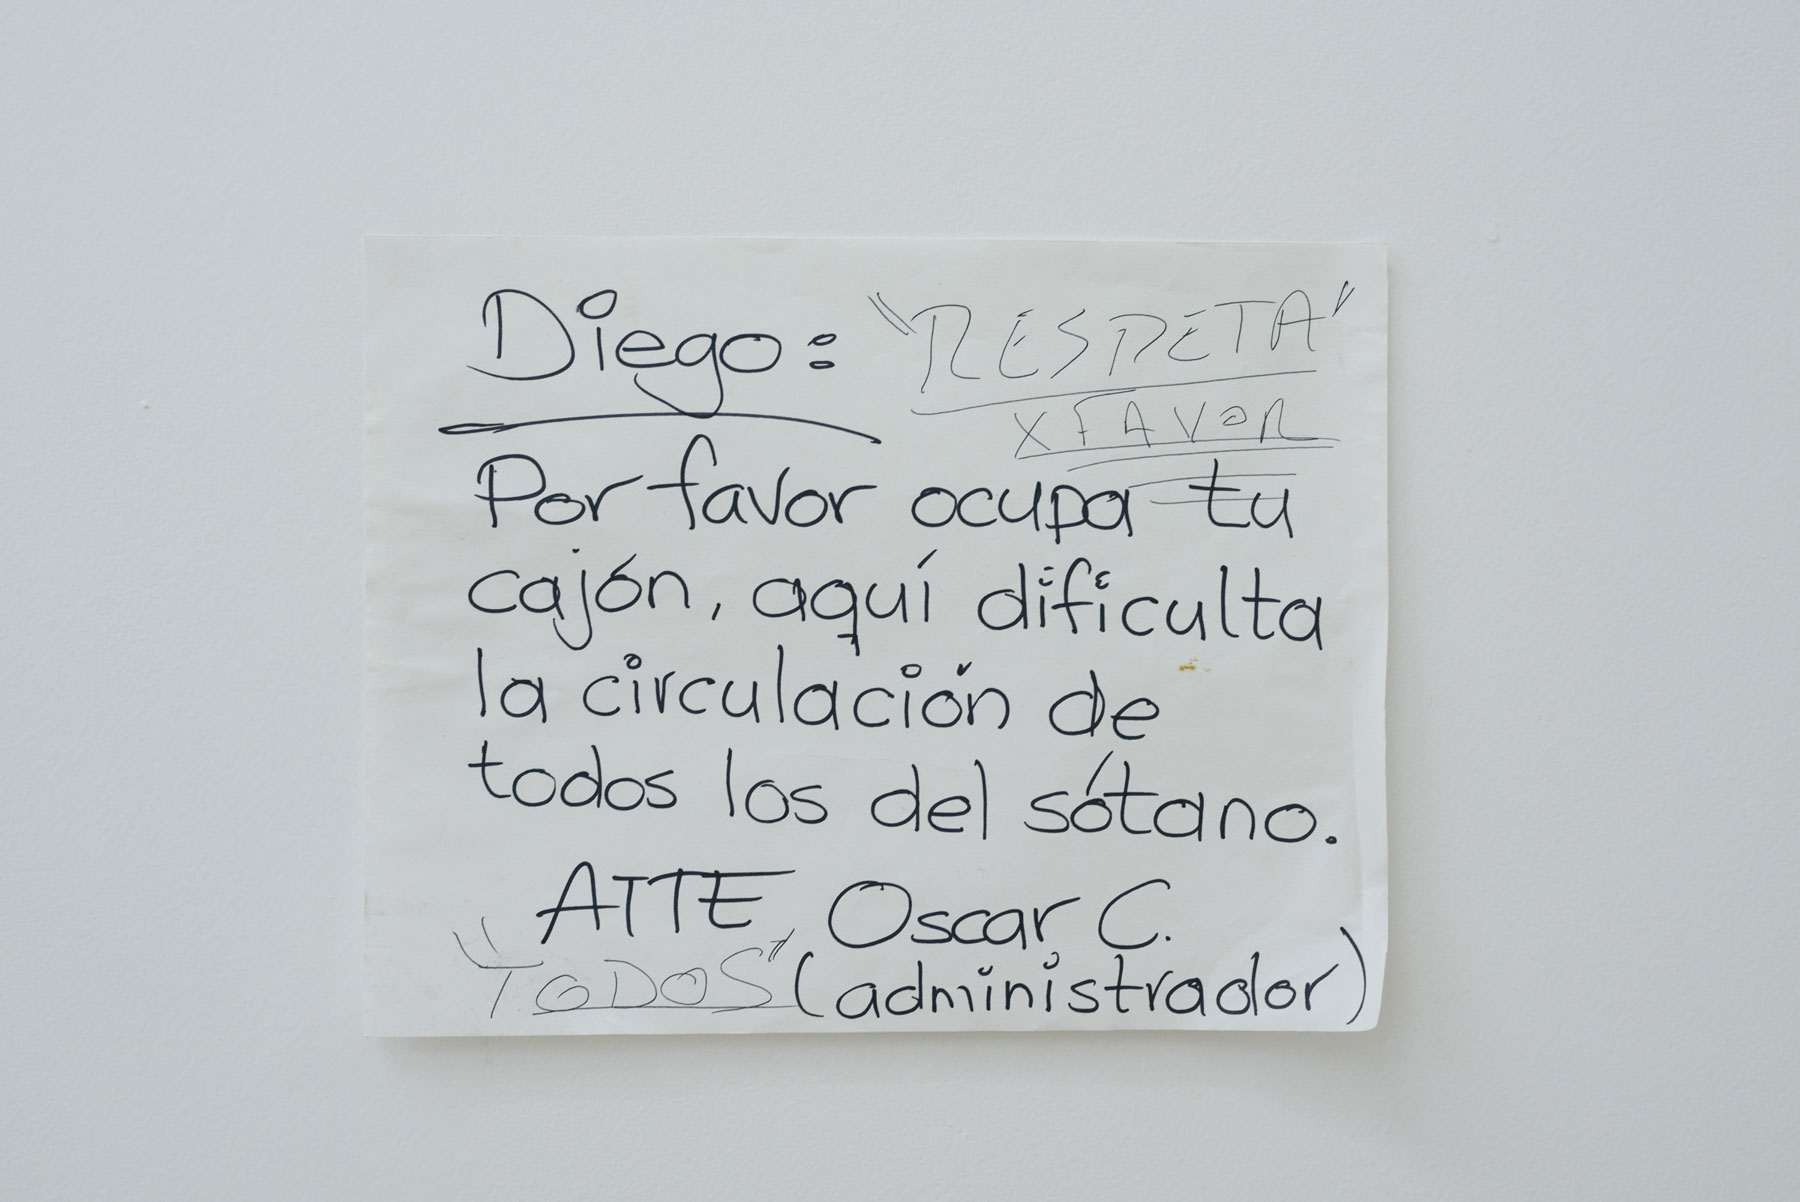 Diego: "RESPETA"
X FAVOR
Por favor ocupa tu
cajón, aquí dificulta
la circulación de
todos los del sótano.
ATTE Oscar C.
"TODOS" (administrador)